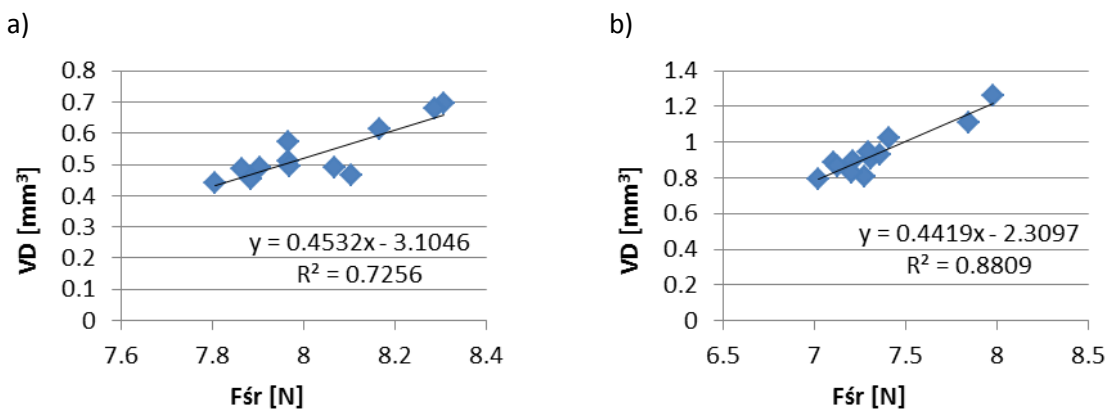 a)
0.8
0.7
0.6
0.5
0.4
0.3
0.2
0.1
0
VD [mm³]
y = 0.4532x - 3.1046
R² = 0.7256
7.6 7.8 8 8.2 8.4
Fśr [N]
b)
1.4
1.2
1
0.8
0.6
0.4
0.2
0
VD [mm³]
y = 0.4419x - 2.3097
R² = 0.8809
6.5 7 7.5 8 8.5
Fśr [N]